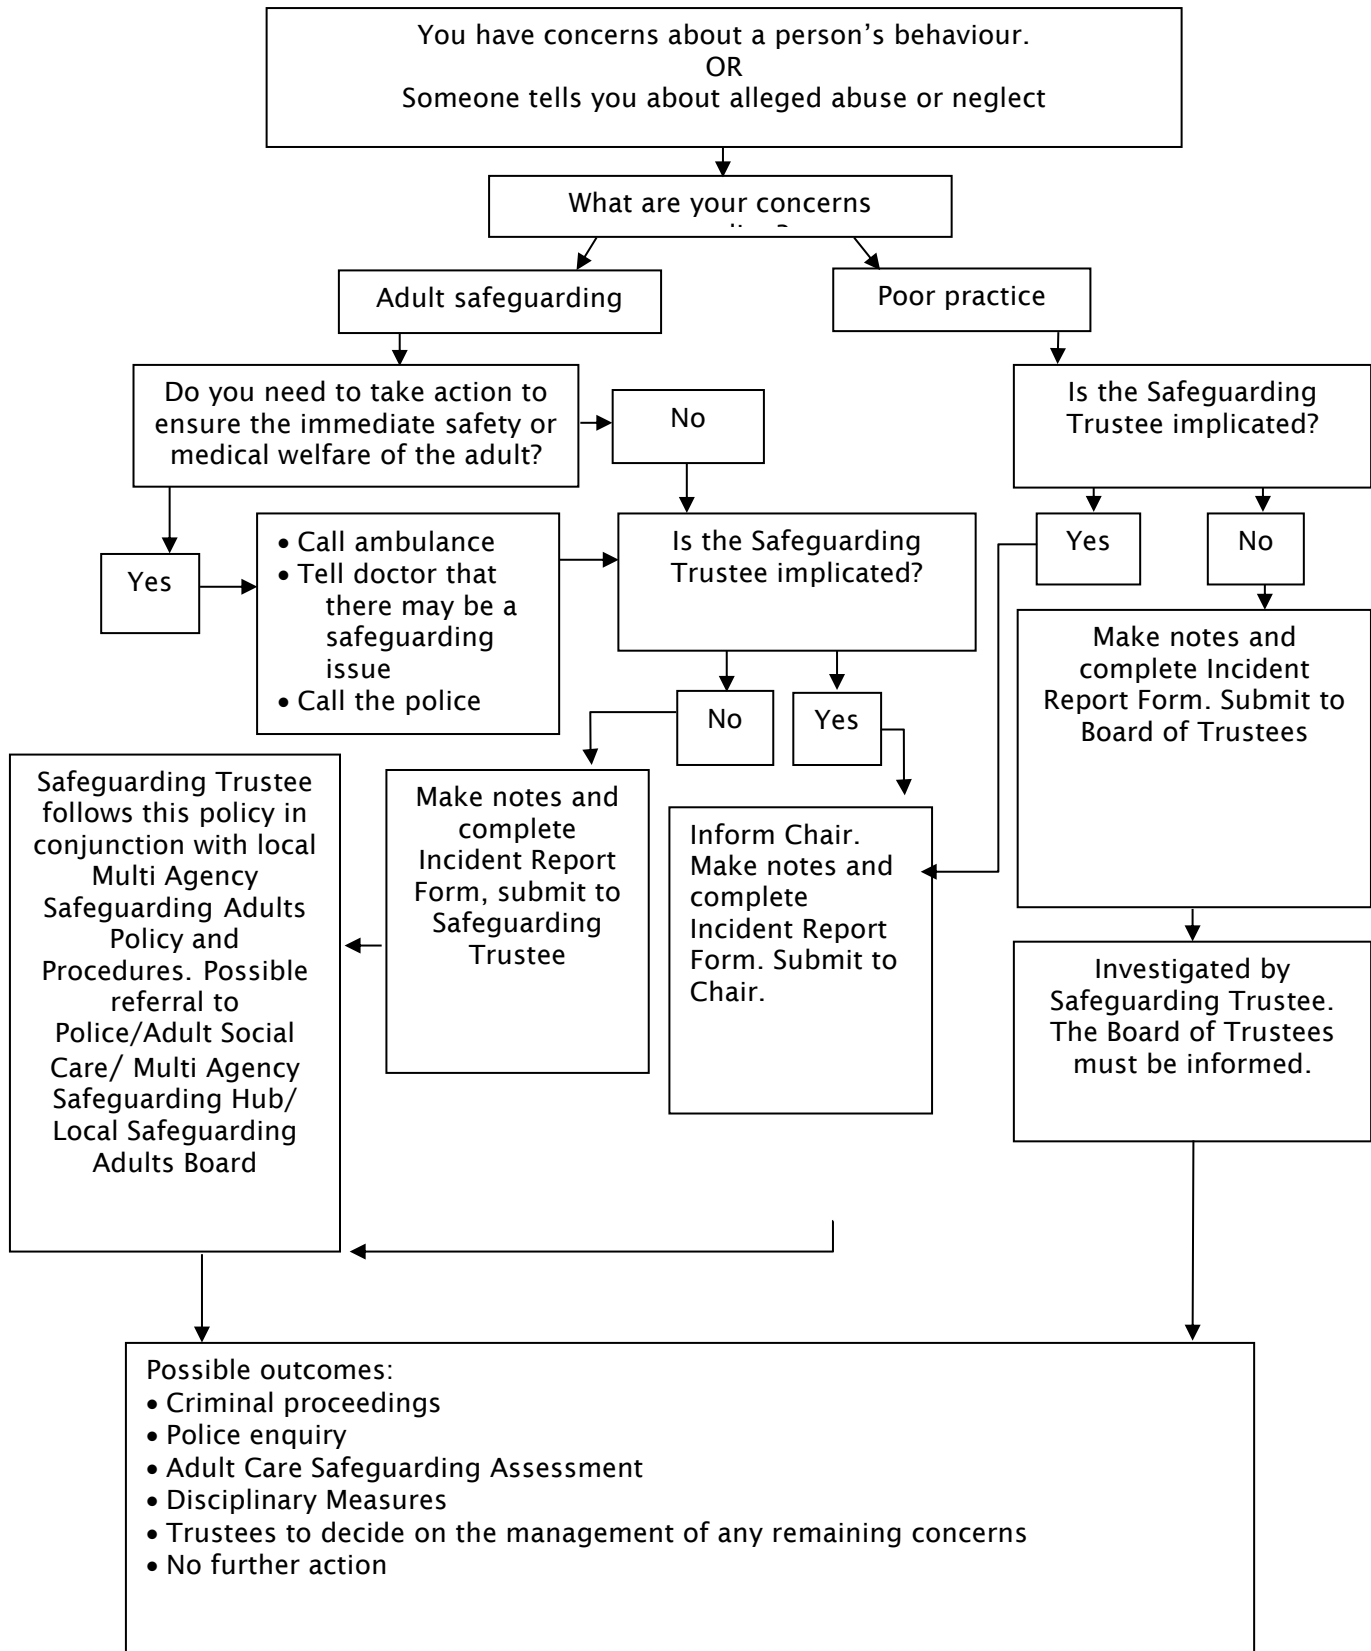 You have concerns about a person’s behaviour.
OR
Someone tells you about alleged abuse or neglect
What are your concerns
Adult safeguarding
Poor practice
Do you need to take action to
ensure the immediate safety or
medical welfare of the adult?
No
Is the Safeguarding
Trustee implicated?
Yes
• Call ambulance
• Tell doctor that
there may be a
safeguarding
issue
• Call the police
Is the Safeguarding
Trustee implicated?
Yes
No
No
Yes
Make notes and
complete Incident
Report Form. Submit to
Board of Trustees
Safeguarding Trustee
follows this policy in
conjunction with local
Multi Agency
Safeguarding Adults
Policy and
Procedures. Possible
referral to
Police/Adult Social
Care/ Multi Agency
Safeguarding Hub/
Local Safeguarding
Adults Board
Make notes and
complete
Incident Report
Form, submit to
Safeguarding
Trustee
Inform Chair.
Make notes and
complete
Incident Report
Form. Submit to
Chair.
Investigated by
Safeguarding Trustee.
The Board of Trustees
must be informed.
Possible outcomes:
• Criminal proceedings
• Police enquiry
• Adult Care Safeguarding Assessment
• Disciplinary Measures
• Trustees to decide on the management of any remaining concerns
• No further action